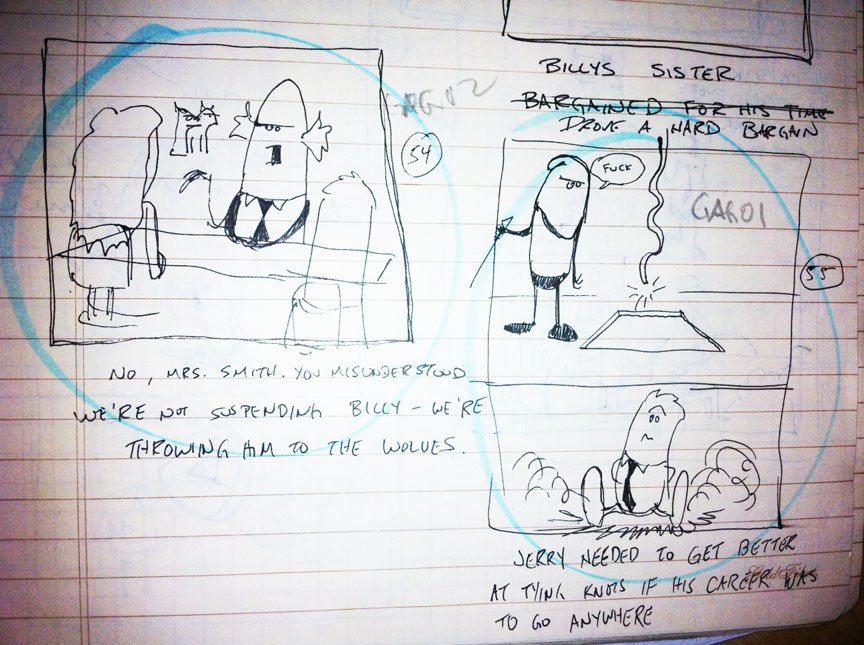 54
NO, MRS. SMITH. YOU MISUNDERSTOOD
WE'RE NOT SUSPENDING BILLY - WE'RE
THROWING HIM TO THE WOLVES.
BILLYS SISTER
BARGAINED FOR HIS TIME
DROVE A HARD BARGAIN
FUCK
GAR01
55
JERRY NEEDED TO GET BETTER
AT TYING KNOTS IF HIS CAREER WAS
TO GO ANYWHERE